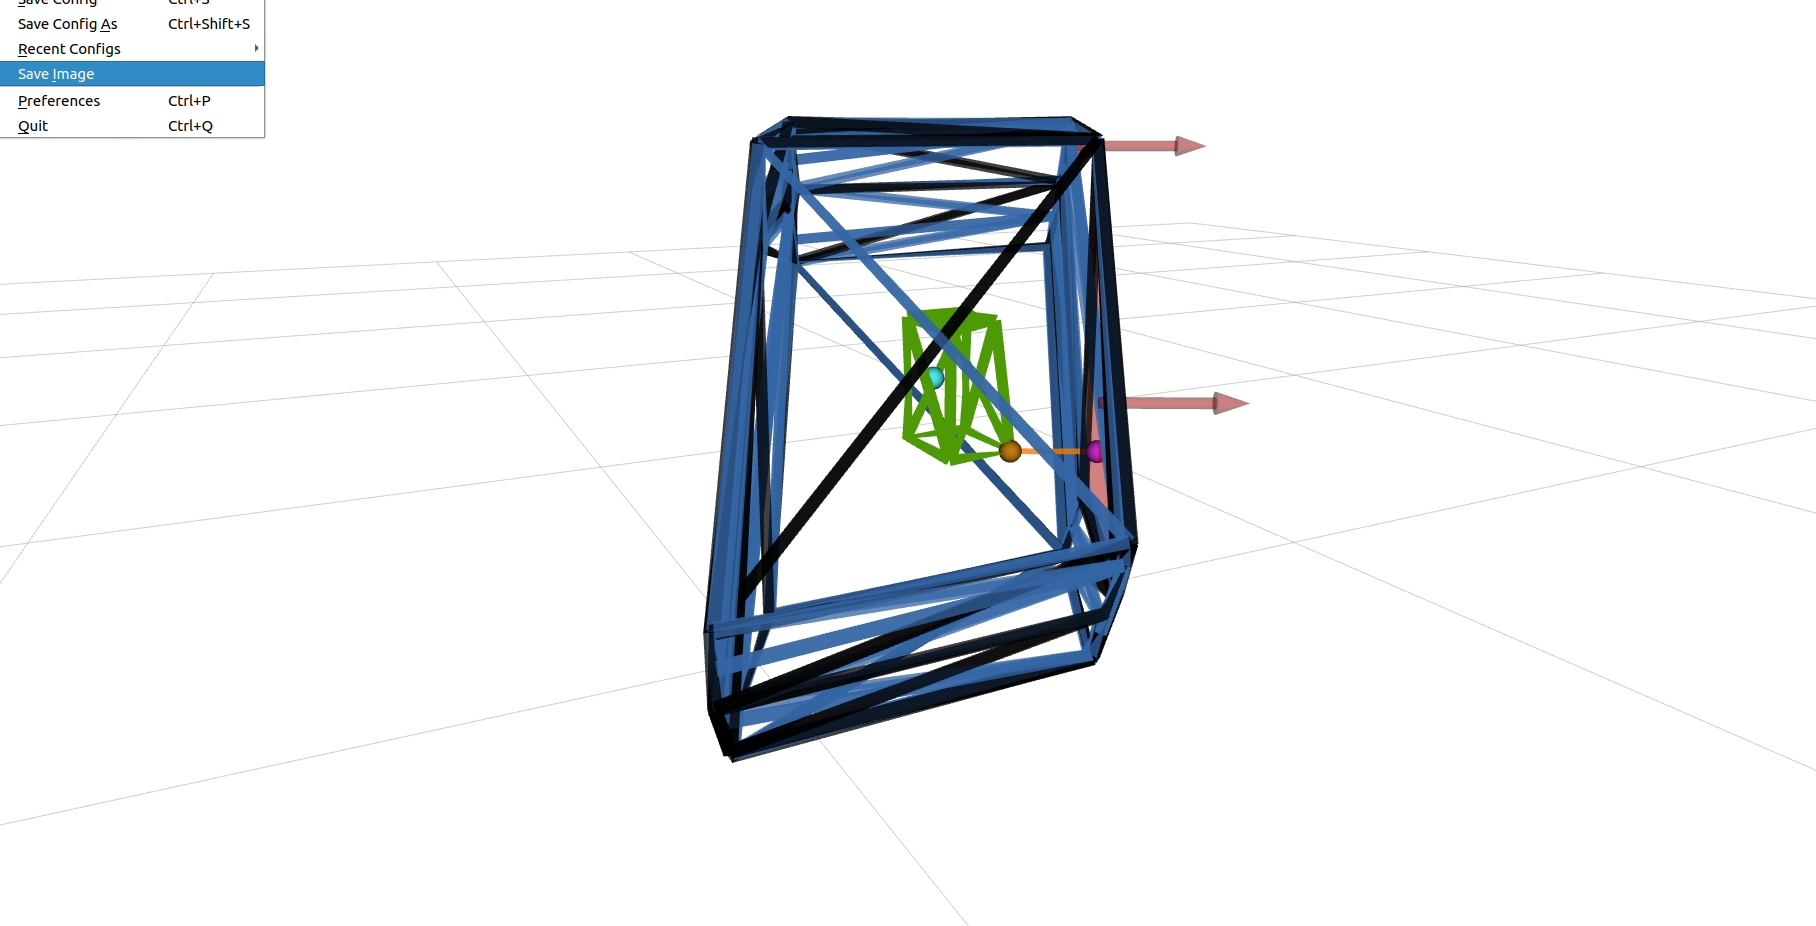 Save Config Ctrl+S
Save Config As Ctrl+Shift+S
Recent Configs
Save Image
Preferences Ctrl+P
Quit Ctrl+Q